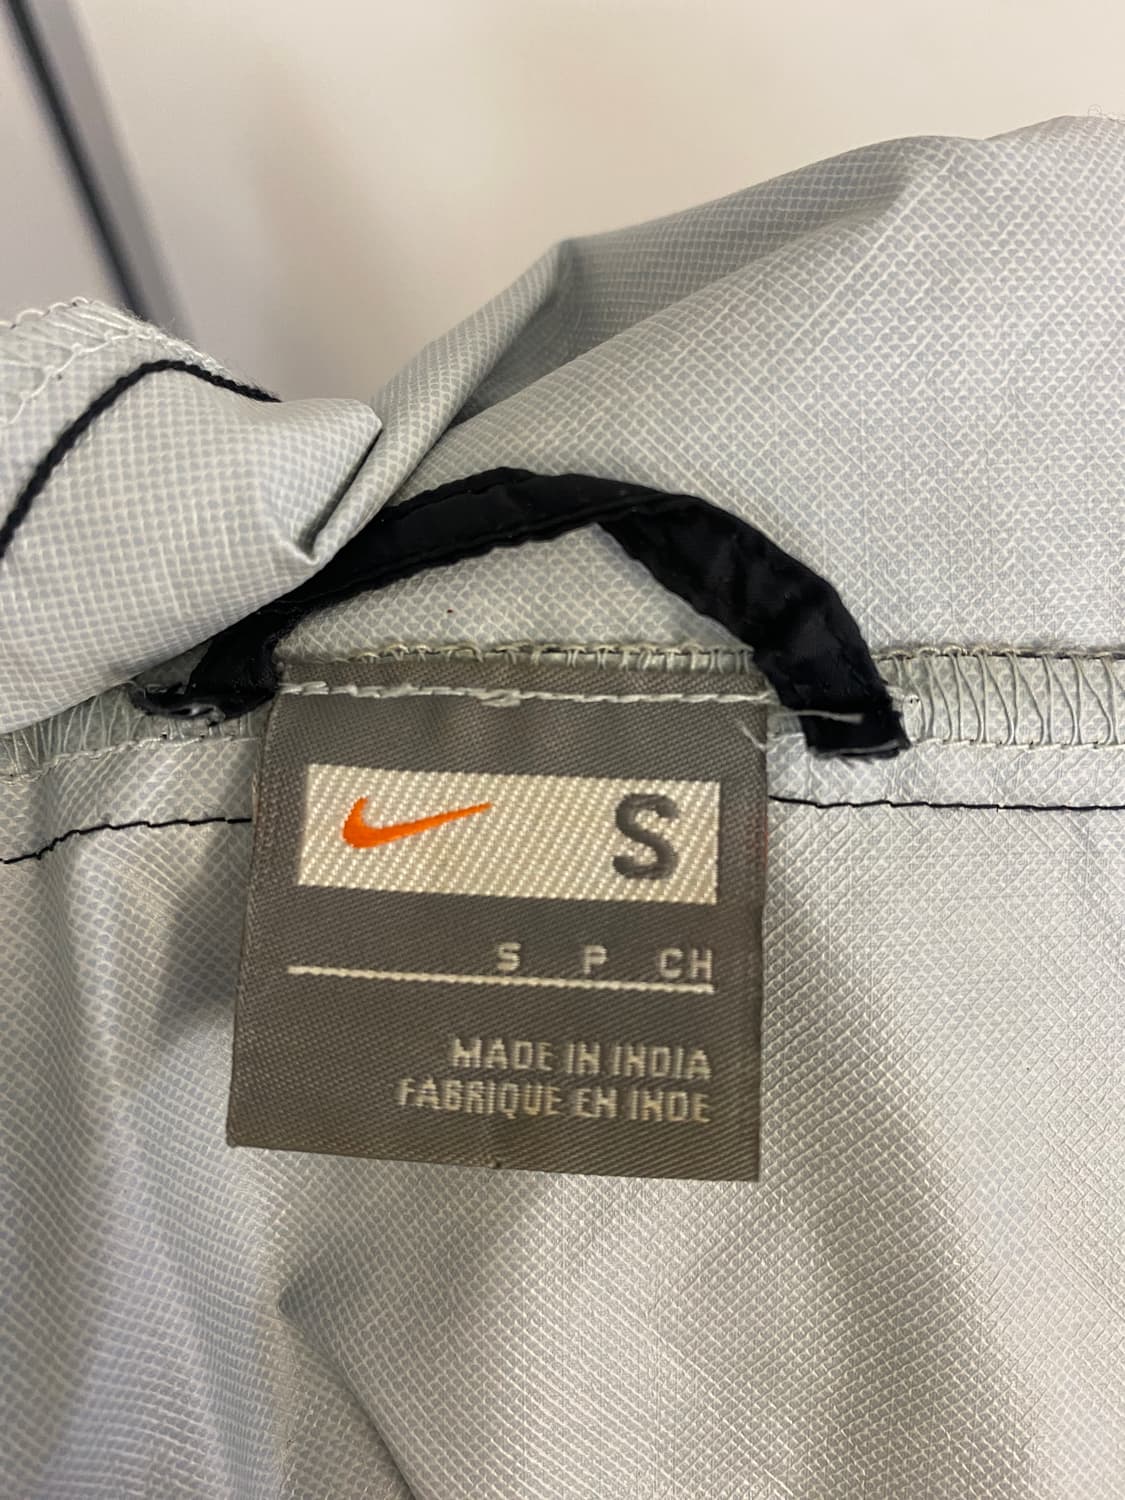 S
S P CH
MADE IN INDIA
FABRIQUE EN INDE